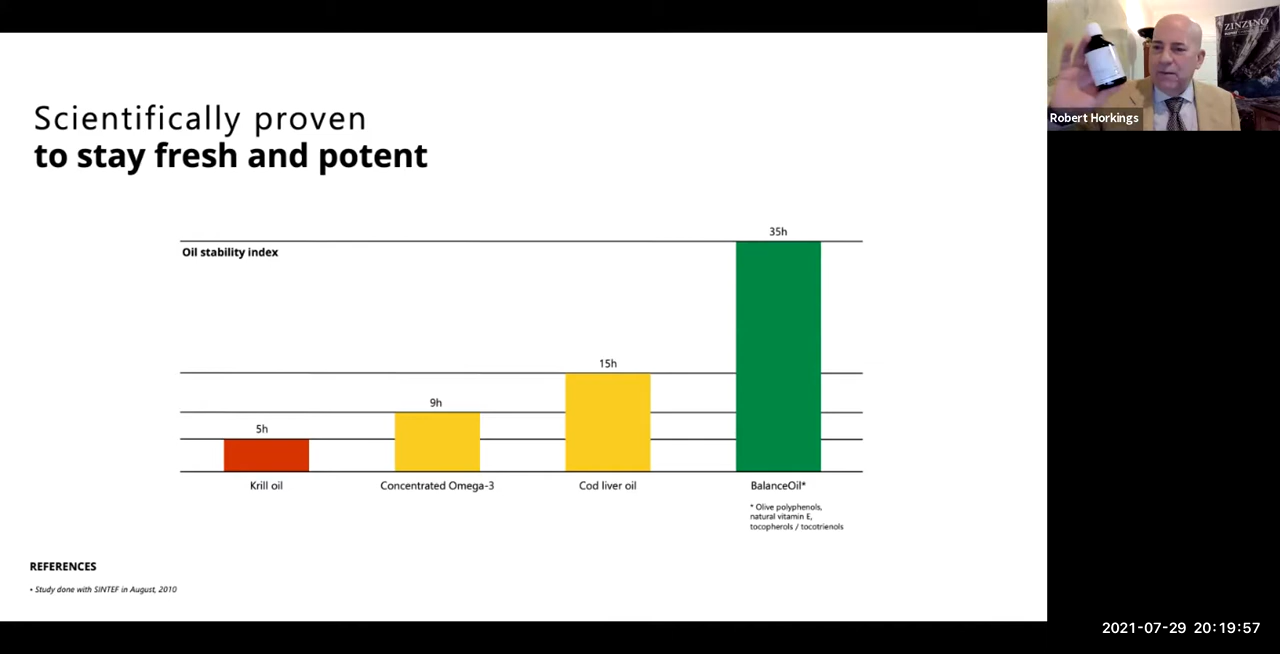 Scientifically proven
to stay fresh and potent
35h
Oil stability index
15h
9h
5h
Krill oil
Concentrated Omega-3
Cod liver oil
BalanceOil*
* Olive polyphenols,
natural vitamin E,
tocopherols / tocotrienols
REFERENCES
• Study done with SINTEF in August, 2010
ZINZINO
Robert Horkings
2021-07-29 20:19:57